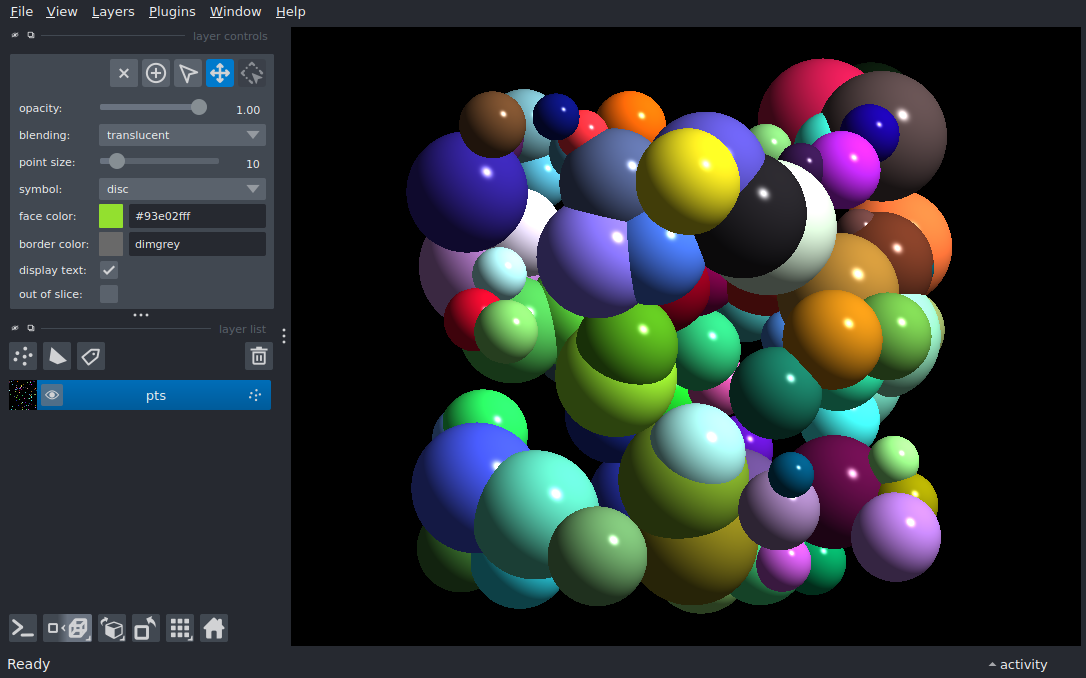 File View Layers Plugins Window Help
layer controls
opacity: 1.00
blending: translucent
point size: 10
symbol: disc
face color: #93e02fff
border color: dimgrey
display text:
out of slice:
layer list
pts
Ready activity